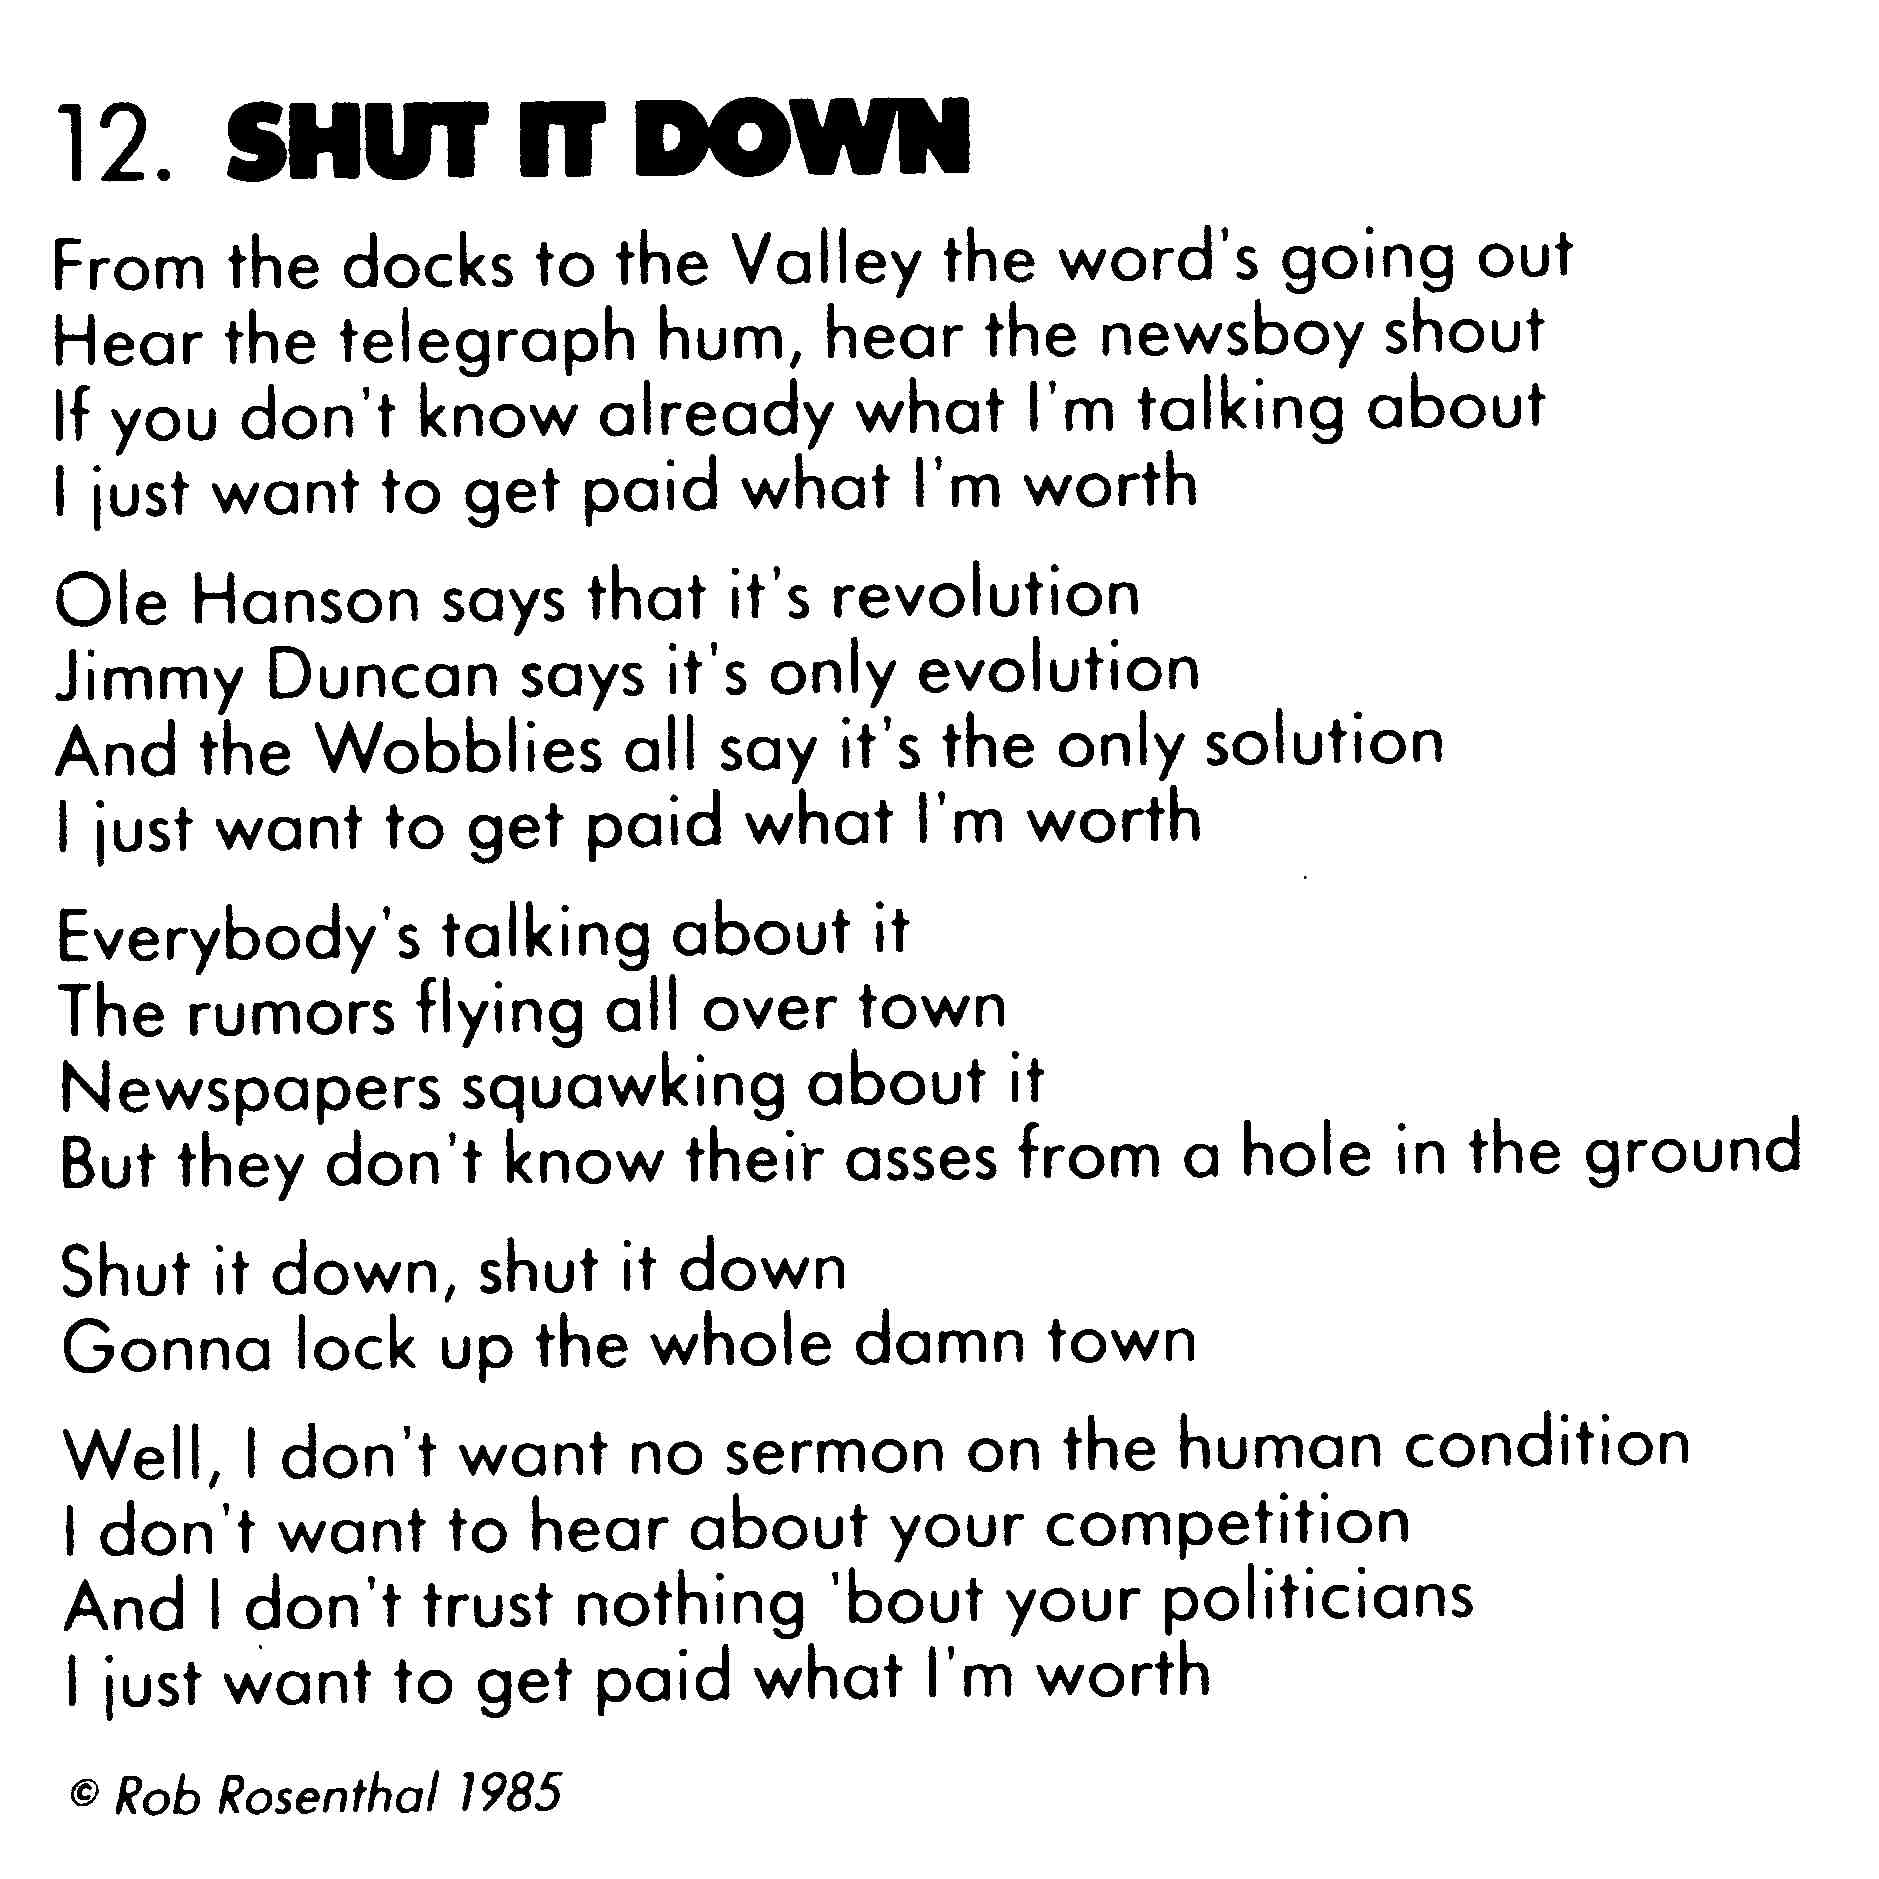 12. SHUT IT DOWN
From the docks to the Valley the word's going out
Hear the telegraph hum, hear the newsboy shout
If you don't know already what I'm talking about
I just want to get paid what I'm worth
Ole Hanson says that it's revolution
Jimmy Duncan says it's only evolution
And the Wobblies all say it's the only solution
I just want to get paid what I'm worth
Everybody's talking about it
The rumors flying all over town
Newspapers squawking about it
But they don't know their asses from a hole in the ground
Shut it down, shut it down
Gonna lock up the whole damn town
Well, I don't want no sermon on the human condition
I don't want to hear about your competition
And I don't trust nothing 'bout your politicians
I just want to get paid what I'm worth
© Rob Rosenthal 1985